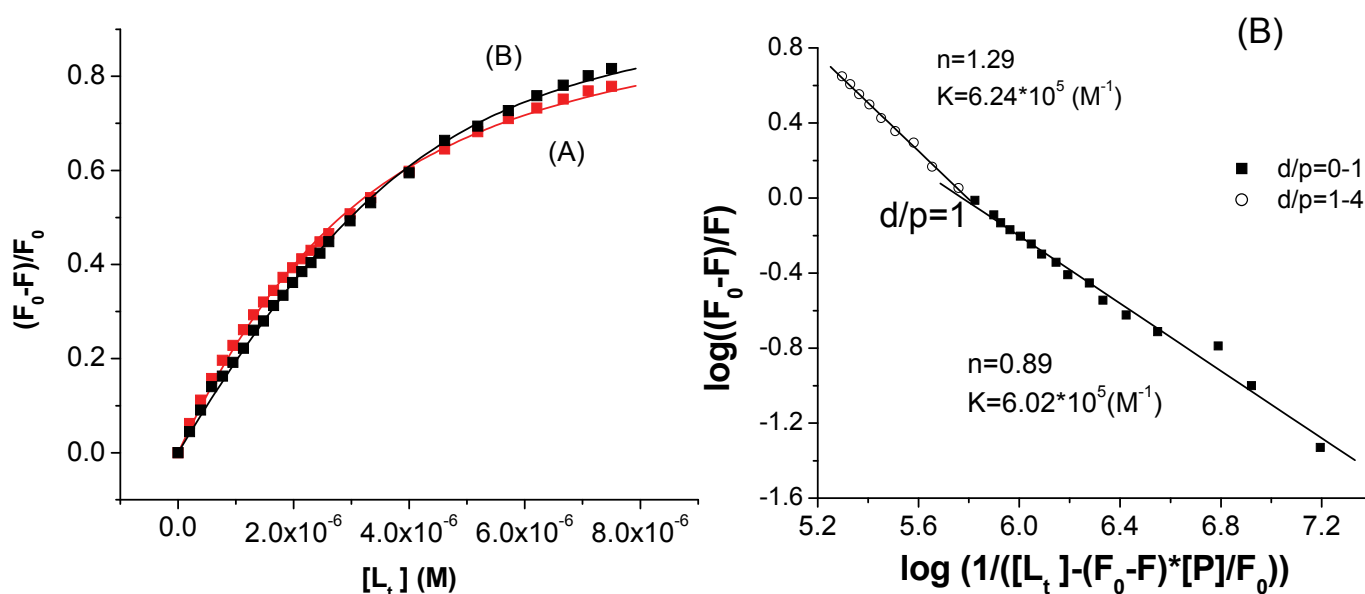 (B)
(A)
0.8
0.6
0.4
0.2
0.0
(F₀-F)/F₀
0.0
2.0x10⁻⁶
4.0x10⁻⁶
6.0x10⁻⁶
8.0x10⁻⁶
[Lₜ] (M)
(B)
n=1.29
K=6.24*10⁵ (M⁻¹)
d/p=0-1
d/p=1-4
d/p=1
n=0.89
K=6.02*10⁵(M⁻¹)
0.8
0.4
0.0
-0.4
-0.8
-1.2
-1.6
log((F₀-F)/F)
5.2
5.6
6.0
6.4
6.8
7.2
log (1/([Lₜ]-(F₀-F)*[P]/F₀))